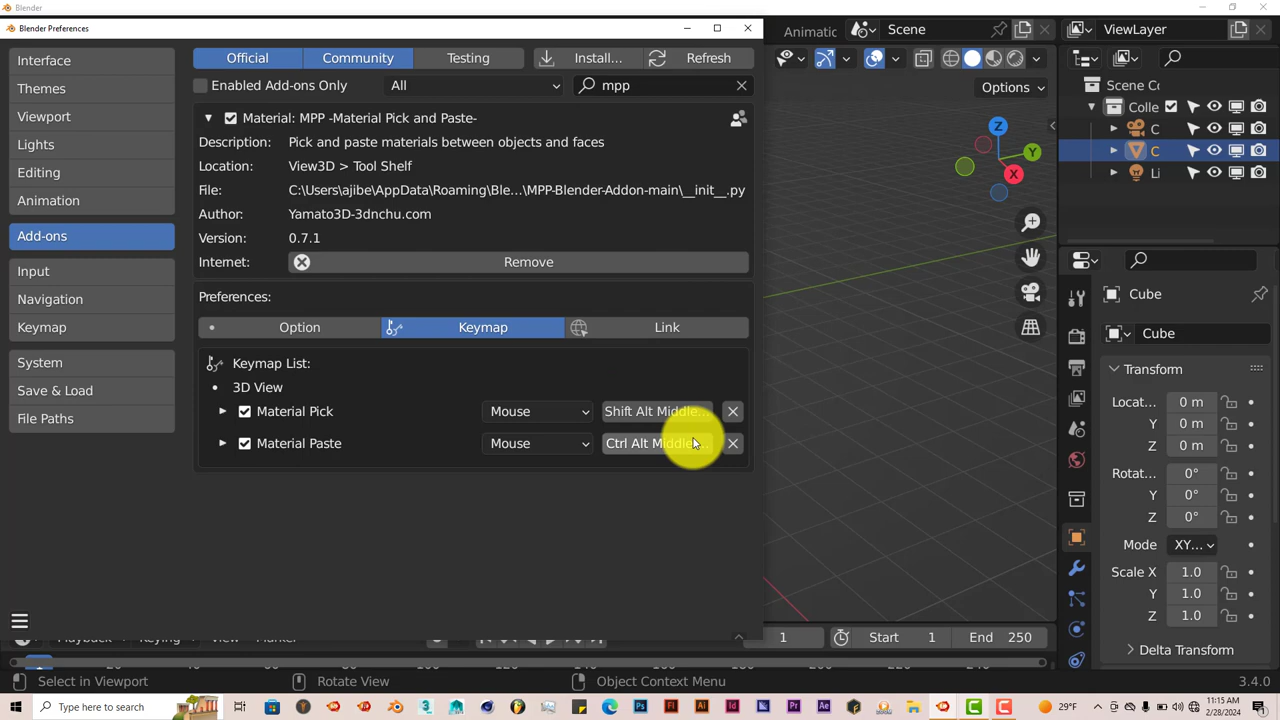 Blender
Blender Preferences
Animatic
Scene
ViewLayer
Official
Community
Testing
Install...
Refresh
Interface
Themes
Viewport
Lights
Editing
Animation
Add-ons
Input
Navigation
Keymap
System
Save & Load
File Paths
Enabled Add-ons Only
All
mpp
Material: MPP -Material Pick and Paste-
Description: Pick and paste materials between objects and faces
Location: View3D > Tool Shelf
File: C:\Users\ajibe\AppData\Roaming\Ble...\MPP-Blender-Addon-main\__init__.py
Author: Yamato3D-3dnchu.com
Version: 0.7.1
Internet: Remove
Preferences:
Option Keymap Link
Keymap List:
3D View
Material Pick Mouse Shift Alt Middle...
Material Paste Mouse Ctrl Alt Middle...
Options
Z
Y
X
Scene Co
Colle
C
C
Li
Cube
Cube
Transform
Locat... 0 m
Y 0 m
Z 0 m
Rotat... 0°
Y 0°
Z 0°
Mode XY...
Scale X 1.0
Y 1.0
Z 1.0
Delta Transform
1 Start 1 End 250
Select in Viewport Rotate View Object Context Menu 3.4.0
Type here to search
29°F
11:15 AM
2/28/2024